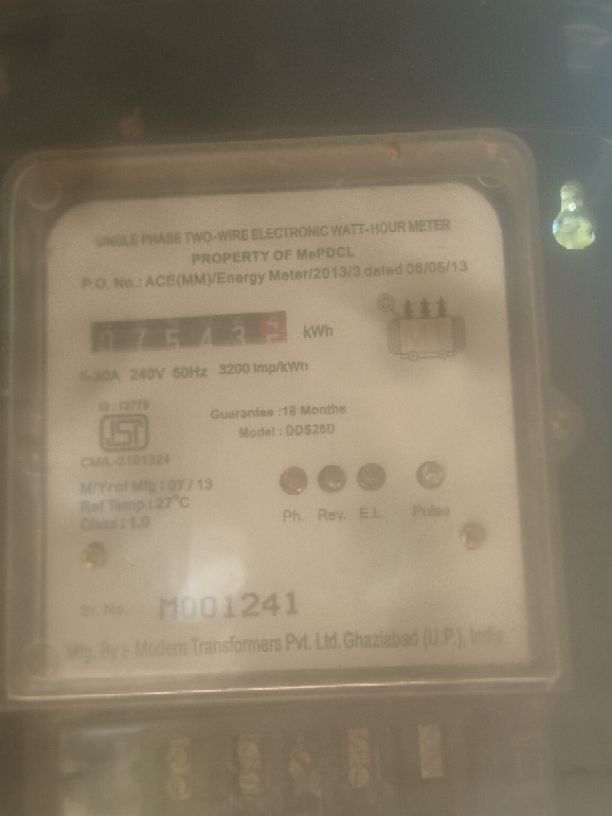 SINGLE PHASE TWO-WIRE ELECTRONIC WATT-HOUR METER
PROPERTY OF MePDCL
P.O. No.: ACE(MM)/Energy Meter/2013/3 dated 08/05/13
0 7 5 4 3 kWh
5-30A 240V 50Hz 3200 Imp/kWh
MT
IS : 13779
Guarantee :18 Months
Model :
CM/L-3101324
M/Yr of Mfg : 07 / 13
Ref Temp : 27°C
Class : 1.0
Ph. Rev. E.L. Pulse
Sr. No. M001241
Mfg. By :- Modern Transformers Pvt. Ltd. Ghaziabad (U.P.), India